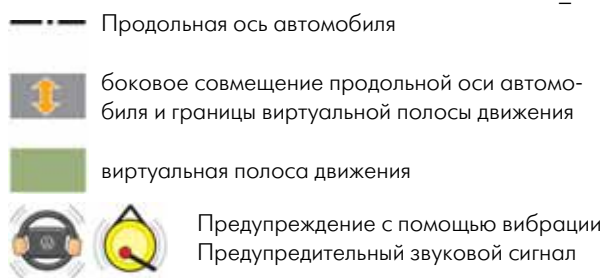 Продольная ось автомобиля
боковое совмещение продольной оси автомо-
биля и границы виртуальной полосы движения
виртуальная полоса движения
Предупреждение с помощью вибрации
Предупредительный звуковой сигнал